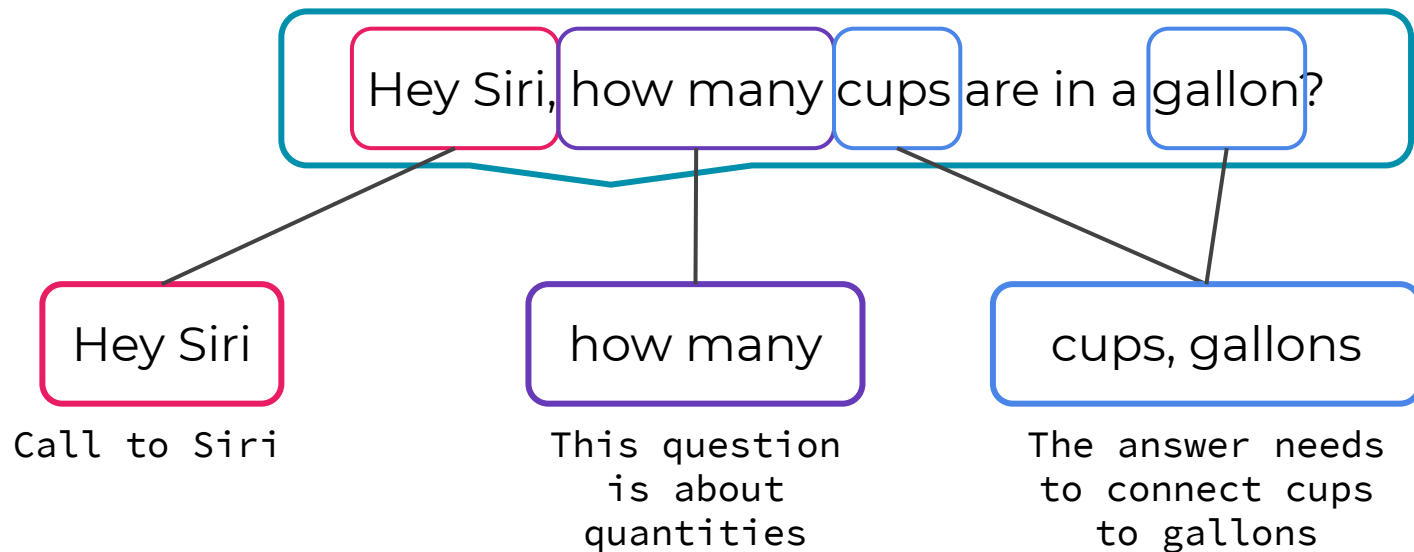 Hey Siri, how many cups are in a gallon?
Hey Siri
how many
cups, gallons
Call to Siri
This question
is about
quantities
The answer needs
to connect cups
to gallons